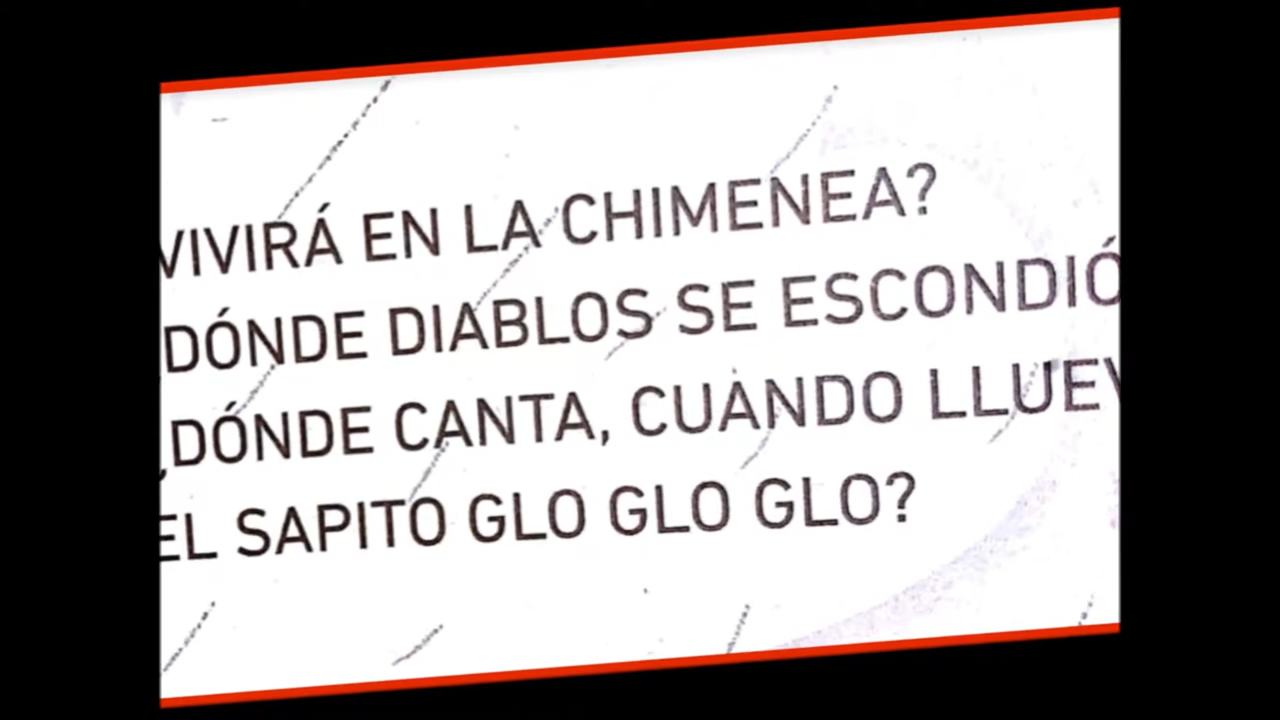 VIVIRÁ EN LA CHIMENEA?
DÓNDE DIABLOS SE ESCONDIÓ
¿DÓNDE CANTA, CUANDO LLUEV
EL SAPITO GLO GLO GLO?